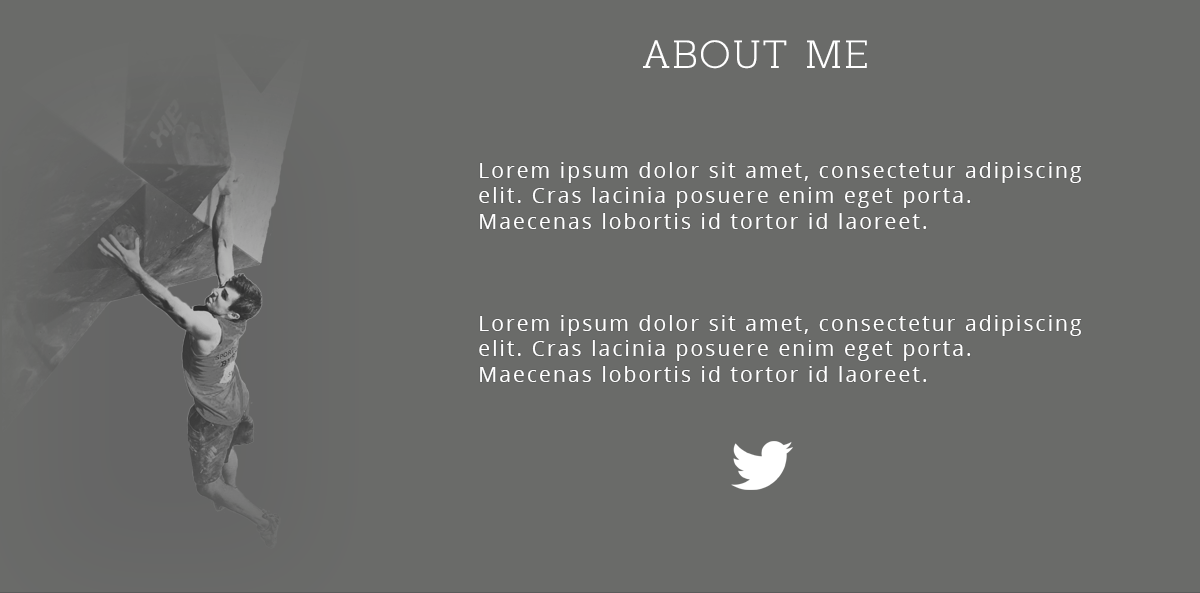 ABOUT ME
Lorem ipsum dolor sit amet, consectetur adipiscing
elit. Cras lacinia posuere enim eget porta.
Maecenas lobortis id tortor id laoreet.
Lorem ipsum dolor sit amet, consectetur adipiscing
elit. Cras lacinia posuere enim eget porta.
Maecenas lobortis id tortor id laoreet.